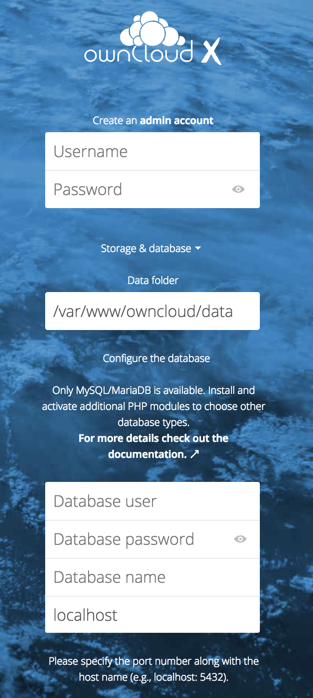 ownCloud X
Create an admin account
Username
Password
Storage & database
Data folder
/var/www/owncloud/data
Configure the database
Only MySQL/MariaDB is available. Install and
activate additional PHP modules to choose other
database types.
For more details check out the
documentation. ↗
Database user
Database password
Database name
localhost
Please specify the port number along with the
host name (e.g., localhost: 5432).